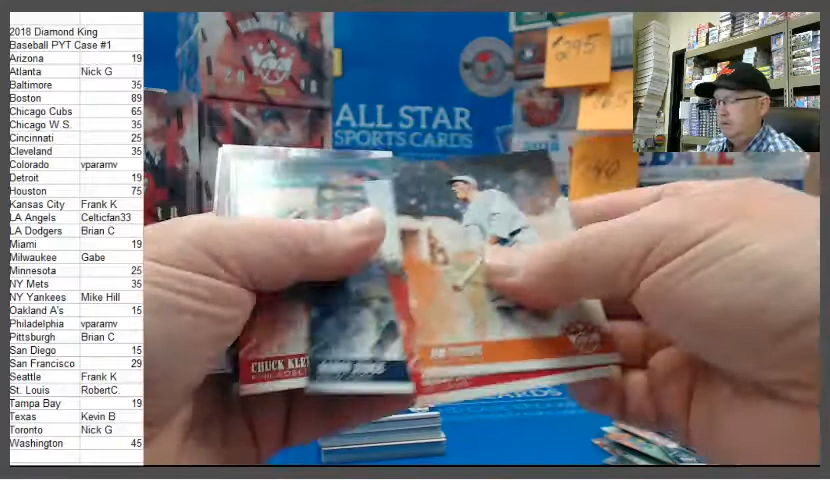 2018 Diamond King
Baseball PYT Case #1
Arizona 19
Atlanta Nick G
Baltimore 35
Boston 89
Chicago Cubs 65
Chicago W.S. 35
Cincinnati 25
Cleveland 35
Colorado vparamv
Detroit 19
Houston 75
Kansas City Frank K
LA Angels Celticfan33
LA Dodgers Brian C
Miami 19
Milwaukee Gabe
Minnesota 25
NY Mets 35
NY Yankees Mike Hill
Oakland A's 15
Philadelphia vparamv
Pittsburgh Brian C
San Diego 15
San Francisco 29
Seattle Frank K
St. Louis RobertC.
Tampa Bay 19
Texas Kevin B
Toronto Nick G
Washington 45
ALL STAR
SPORTS CARDS
$295
2018
CHUCK KLE